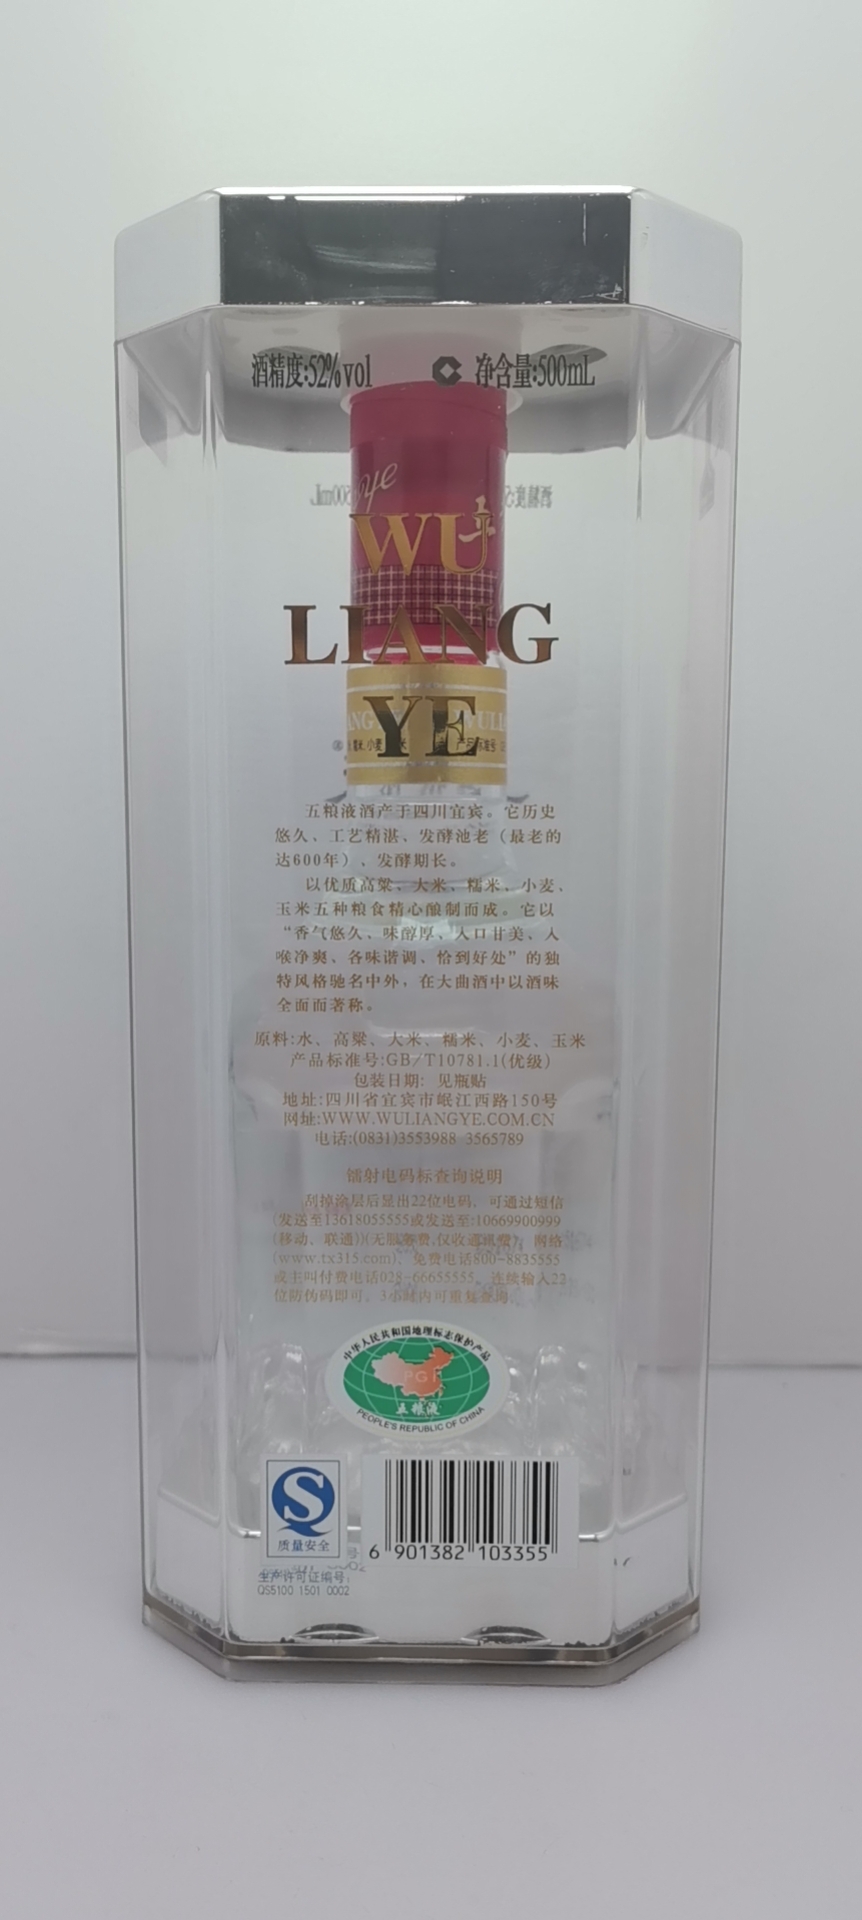 酒精度:52%vol 净含量:500mL
WU
LIANG
YE
五粮液酒产于四川宜宾。它历史
悠久、工艺精湛、发酵池老（最老的
达600年）、发酵期长。
以优质高粱、大米、糯米、小麦、
玉米五种粮食精心酿制而成。它以
“香气悠久、味醇厚、入口甘美、入
喉净爽、各味谐调、恰到好处”的独
特风格驰名中外，在大曲酒中以酒味
全面而著称。
原料:水、高粱、大米、糯米、小麦、玉米
产品标准号:GB/T10781.1(优级)
包装日期: 见瓶贴
地址:四川省宜宾市岷江西路150号
网址:WWW.WULIANGYE.COM.CN
电话:(0831)3553988 3565789
镭射电码标查询说明
刮掉涂层后显出22位电码，可通过短信
(发送至13618055555或发送至:10669900999
(移动、联通))(无服务费,仅收通讯费)、网络
(www.tx315.com)、免费电话800-8835555
或主叫付费电话028-66655555，连续输入22
位防伪码即可，3小时内可重复查询。
中华人民共和国地理标志保护产品
PGI
五粮液
PEOPLE'S REPUBLIC OF CHINA
质量安全
生产许可证编号:
QS5100 1501 0002
6 901382 103355